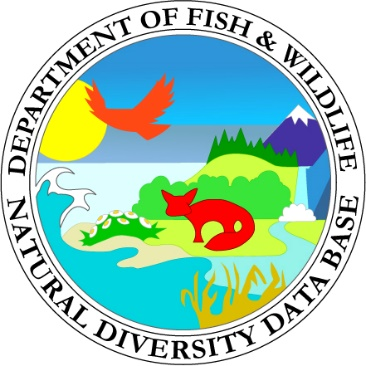 DEPARTMENT OF FISH & WILDLIFE
NATURAL DIVERSITY DATA BASE